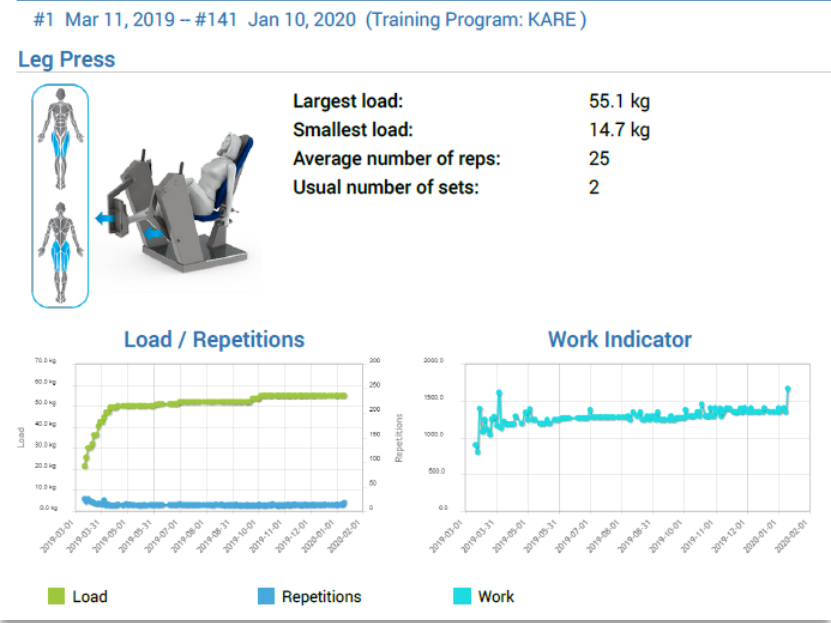 #1 Mar 11, 2019 -- #141 Jan 10, 2020 (Training Program: KARE )
Leg Press
Largest load: 55.1 kg
Smallest load: 14.7 kg
Average number of reps: 25
Usual number of sets: 2
Load / Repetitions
70.0 kg
60.0 kg
50.0 kg
40.0 kg
30.0 kg
20.0 kg
10.0 kg
0.0 kg
Load
300
250
200
150
100
50
0
Repetitions
2019-03-01
2019-03-31
2019-05-01
2019-05-31
2019-07-01
2019-08-01
2019-08-31
2019-10-01
2019-11-01
2019-12-01
2020-01-01
2020-02-01
Work Indicator
2000.0
1500.0
1000.0
500.0
0.0
2019-03-01
2019-03-31
2019-05-01
2019-05-31
2019-07-01
2019-08-01
2019-08-31
2019-10-01
2019-11-01
2019-12-01
2020-01-01
2020-02-01
Load
Repetitions
Work